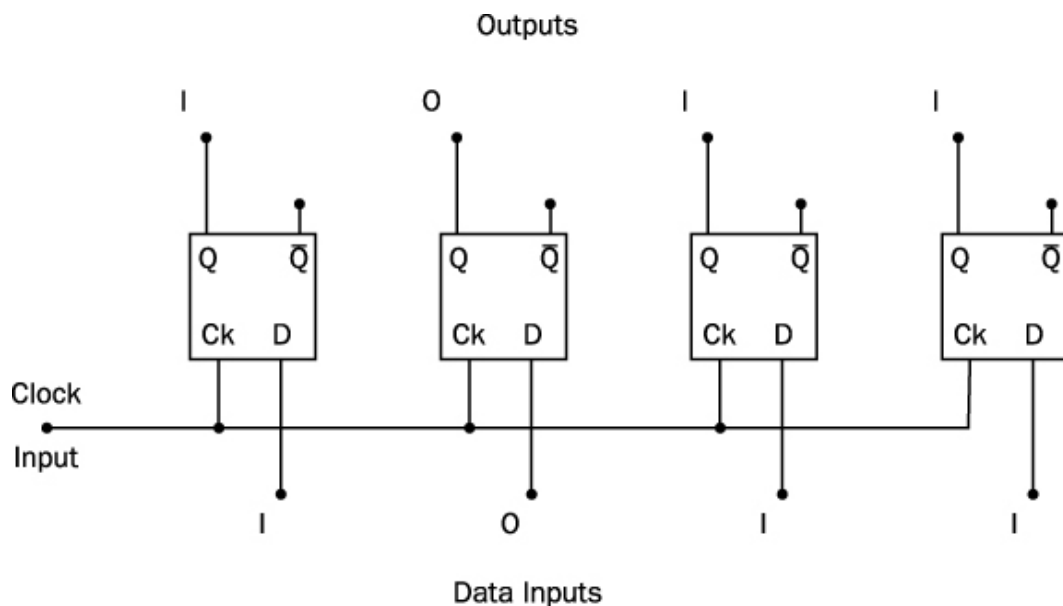 Outputs
I O I I
Q Q̅ Q Q̅ Q Q̅ Q Q̅
Ck D Ck D Ck D Ck D
Clock
Input
I O I I
Data Inputs